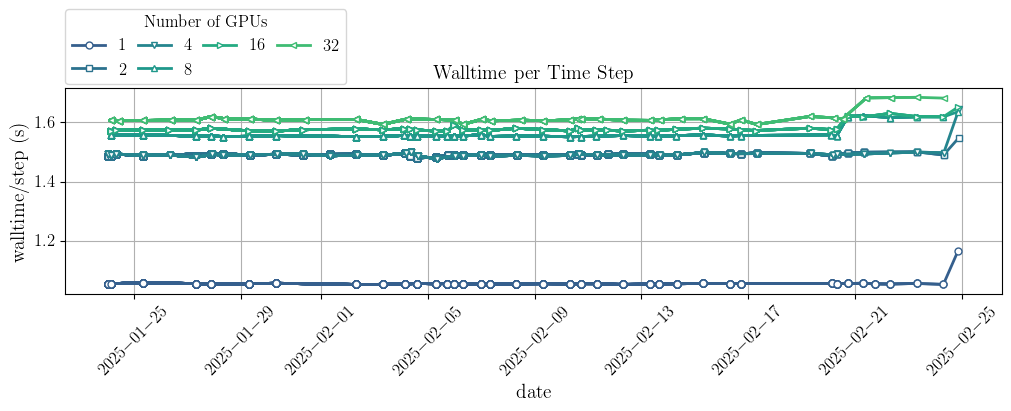 Number of GPUs
1 4 16 32
2 8
Walltime per Time Step
walltime/step (s)
1.6
1.4
1.2
2025−01−25
2025−01−29
2025−02−01
2025−02−05
2025−02−09
2025−02−13
2025−02−17
2025−02−21
2025−02−25
date